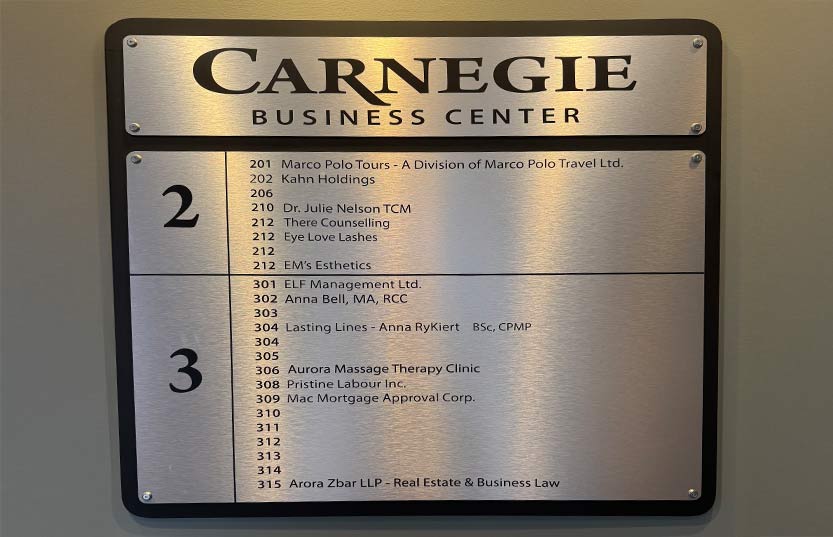 CARNEGIE
BUSINESS CENTER
2
201 Marco Polo Tours - A Division of Marco Polo Travel Ltd.
202 Kahn Holdings
206
210 Dr. Julie Nelson TCM
212 There Counselling
212 Eye Love Lashes
212
212 EM's Esthetics
3
301 ELF Management Ltd.
302 Anna Bell, MA, RCC
303
304 Lasting Lines - Anna RyKiert BSc, CPMP
304
305
306 Aurora Massage Therapy Clinic
308 Pristine Labour Inc.
309 Mac Mortgage Approval Corp.
310
311
312
313
314
315 Arora Zbar LLP - Real Estate & Business Law